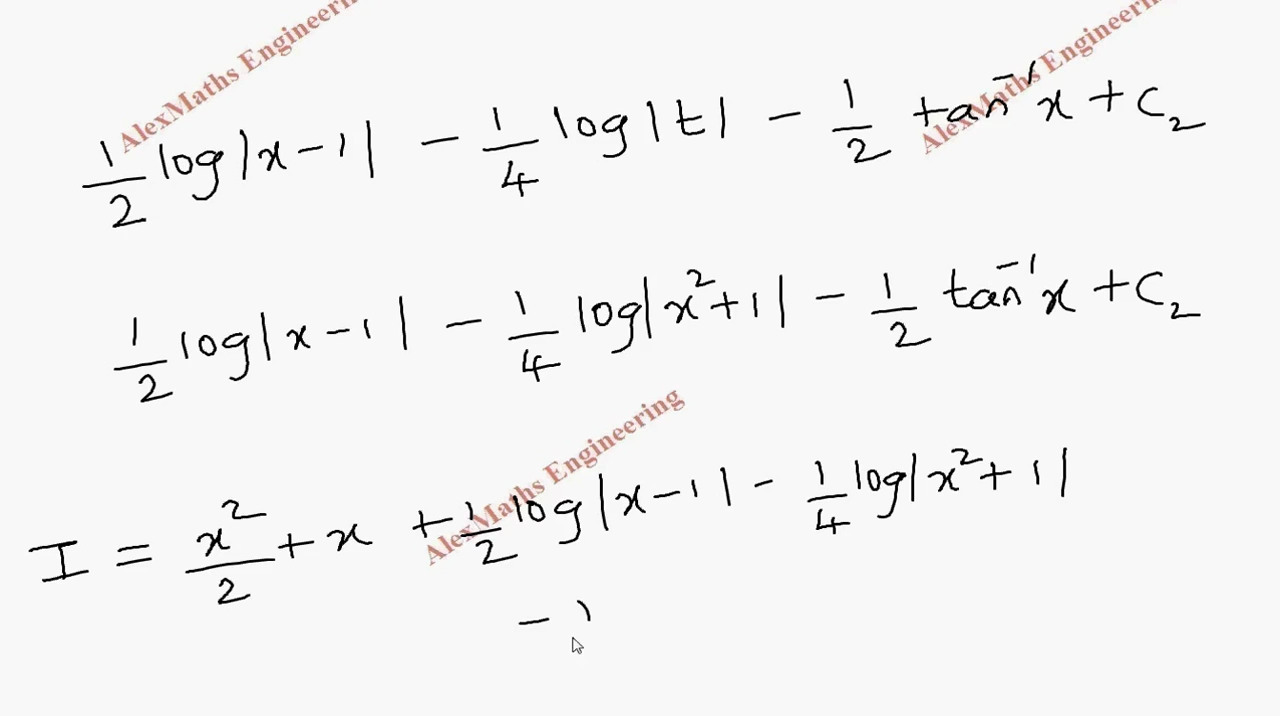 AlexMaths Engineering
AlexMaths Engineering
1/2 log|x-1| - 1/4 log|t| - 1/2 tan⁻¹x + C₂
1/2 log|x-1| - 1/4 log|x²+1| - 1/2 tan⁻¹x + C₂
AlexMaths Engineering
I = x²/2 + x + 1/2 log|x-1| - 1/4 log|x²+1|
- 1